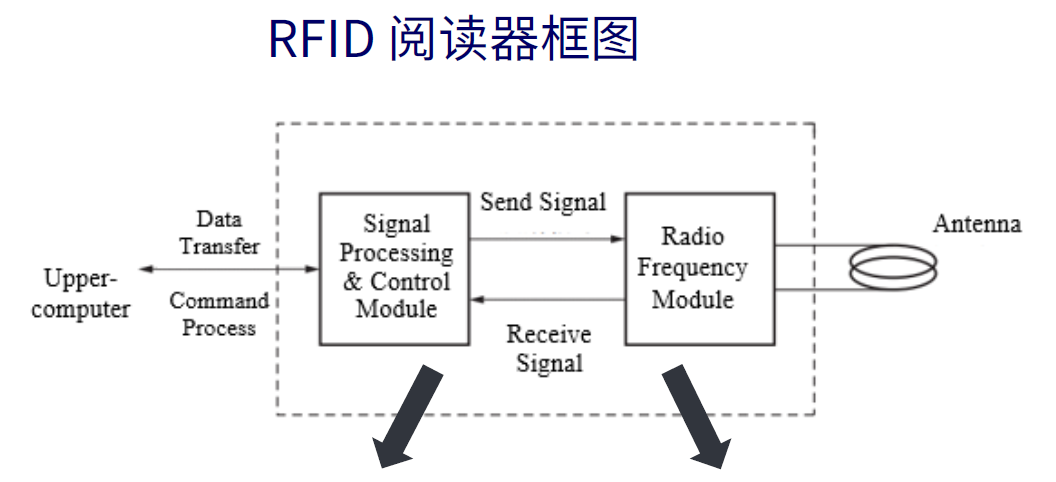 RFID 阅读器框图
Data
Transfer
Upper-
computer
Command
Process
Signal
Processing
& Control
Module
Send Signal
Receive
Signal
Radio
Frequency
Module
Antenna